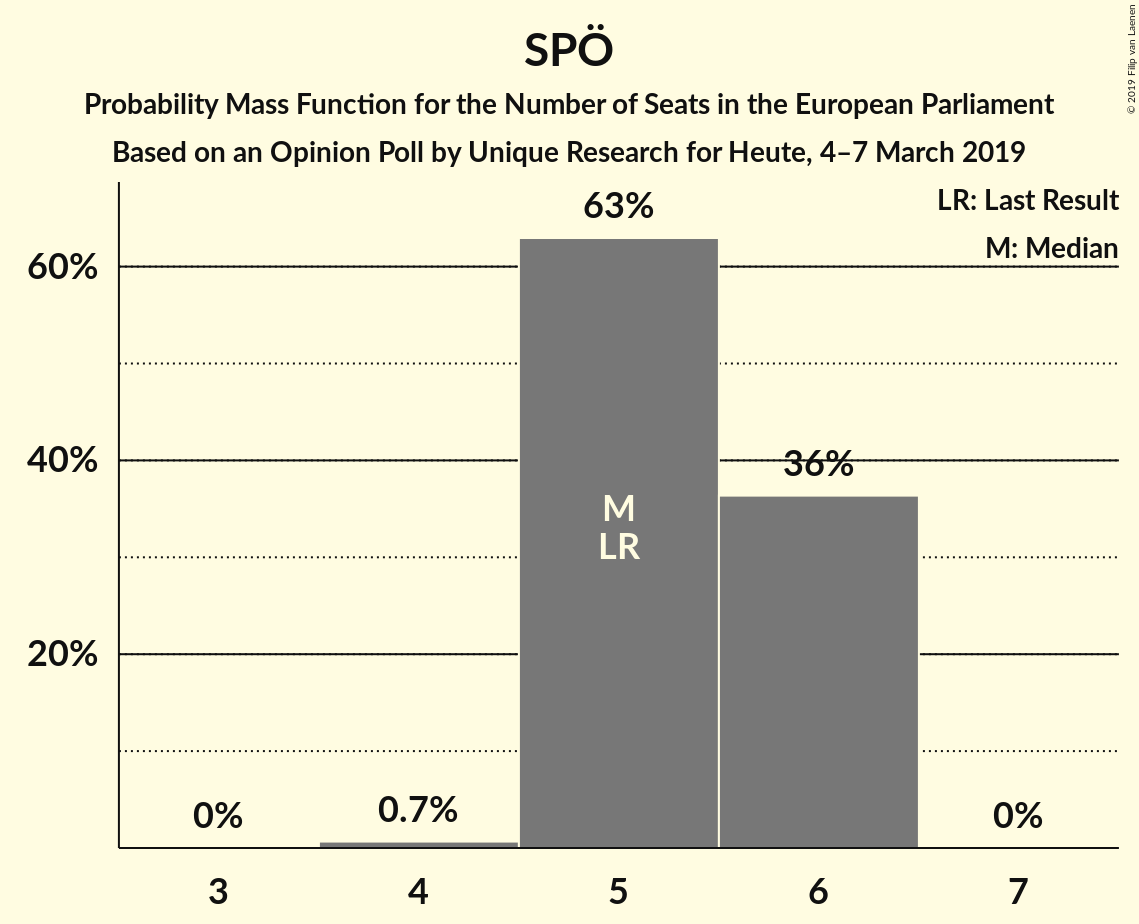 SPÖ
Probability Mass Function for the Number of Seats in the European Parliament
Based on an Opinion Poll by Unique Research for Heute, 4–7 March 2019
© 2019 Filip van Laenen
LR: Last Result
M: Median
63%
60%
40%
36%
M
LR
20%
0%
0.7%
0%
3
4
5
6
7